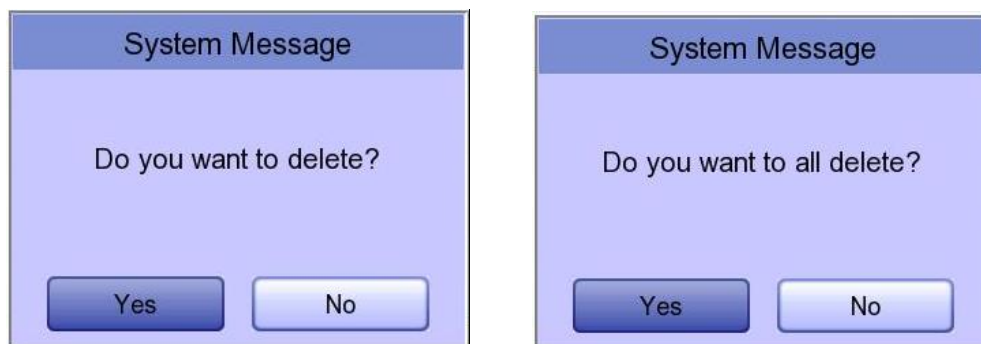 System Message
Do you want to delete?
Yes
No
System Message
Do you want to all delete?
Yes
No